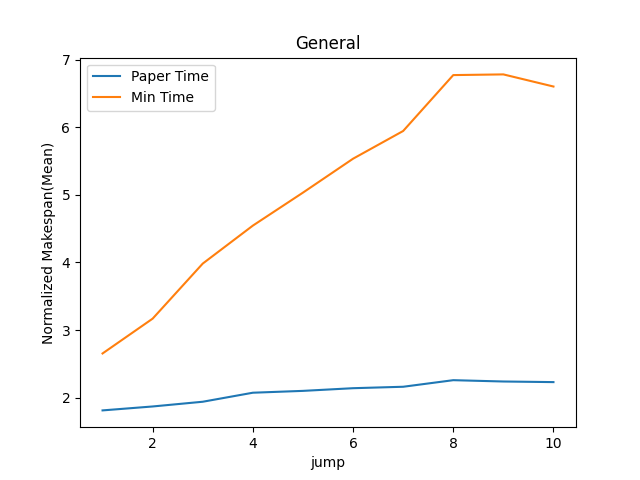 General
Paper Time
Min Time
Normalized Makespan(Mean)
7
6
5
4
3
2
2 4 6 8 10
jump